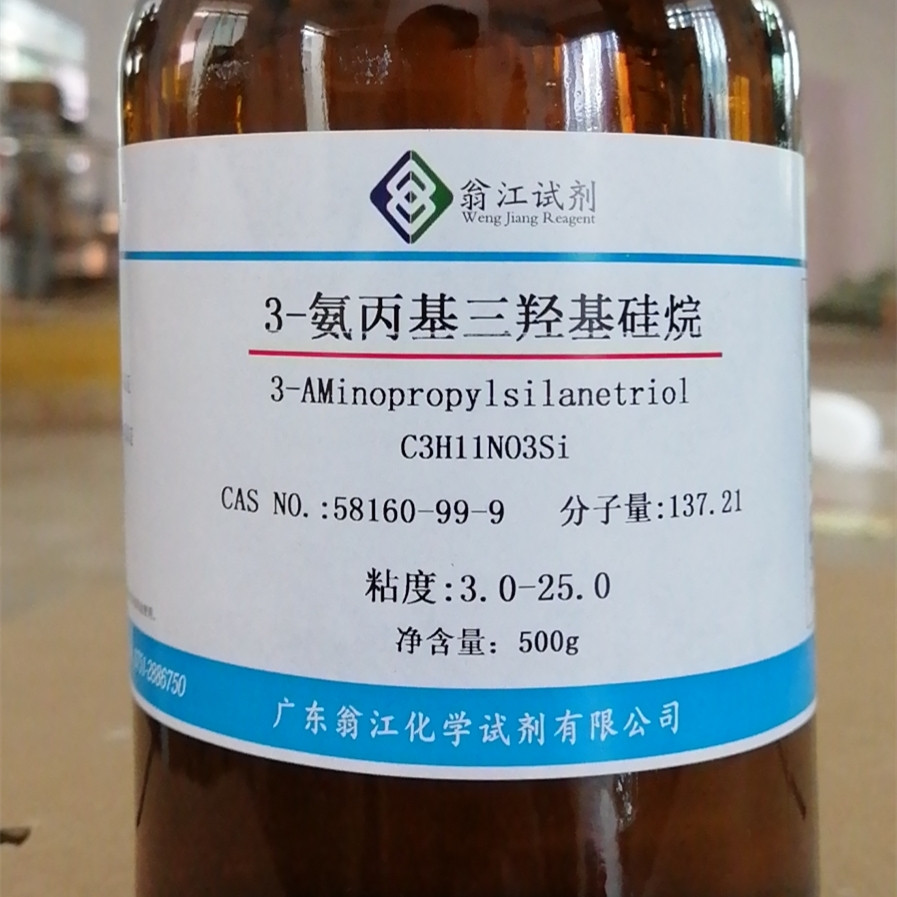 翁江试剂
Weng Jiang Reagent
3-氨丙基三羟基硅烷
3-AMinopropylsilanetriol
C3H11NO3Si
CAS NO.:58160-99-9 分子量:137.21
粘度:3.0-25.0
净含量: 500g
广东翁江化学试剂有限公司